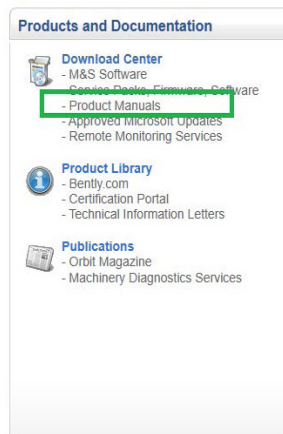 Products and Documentation
Download Center
- M&S Software
- Service Packs, Firmware, Software
- Product Manuals
- Approved Microsoft Updates
- Remote Monitoring Services
Product Library
- Bently.com
- Certification Portal
- Technical Information Letters
Publications
- Orbit Magazine
- Machinery Diagnostics Services